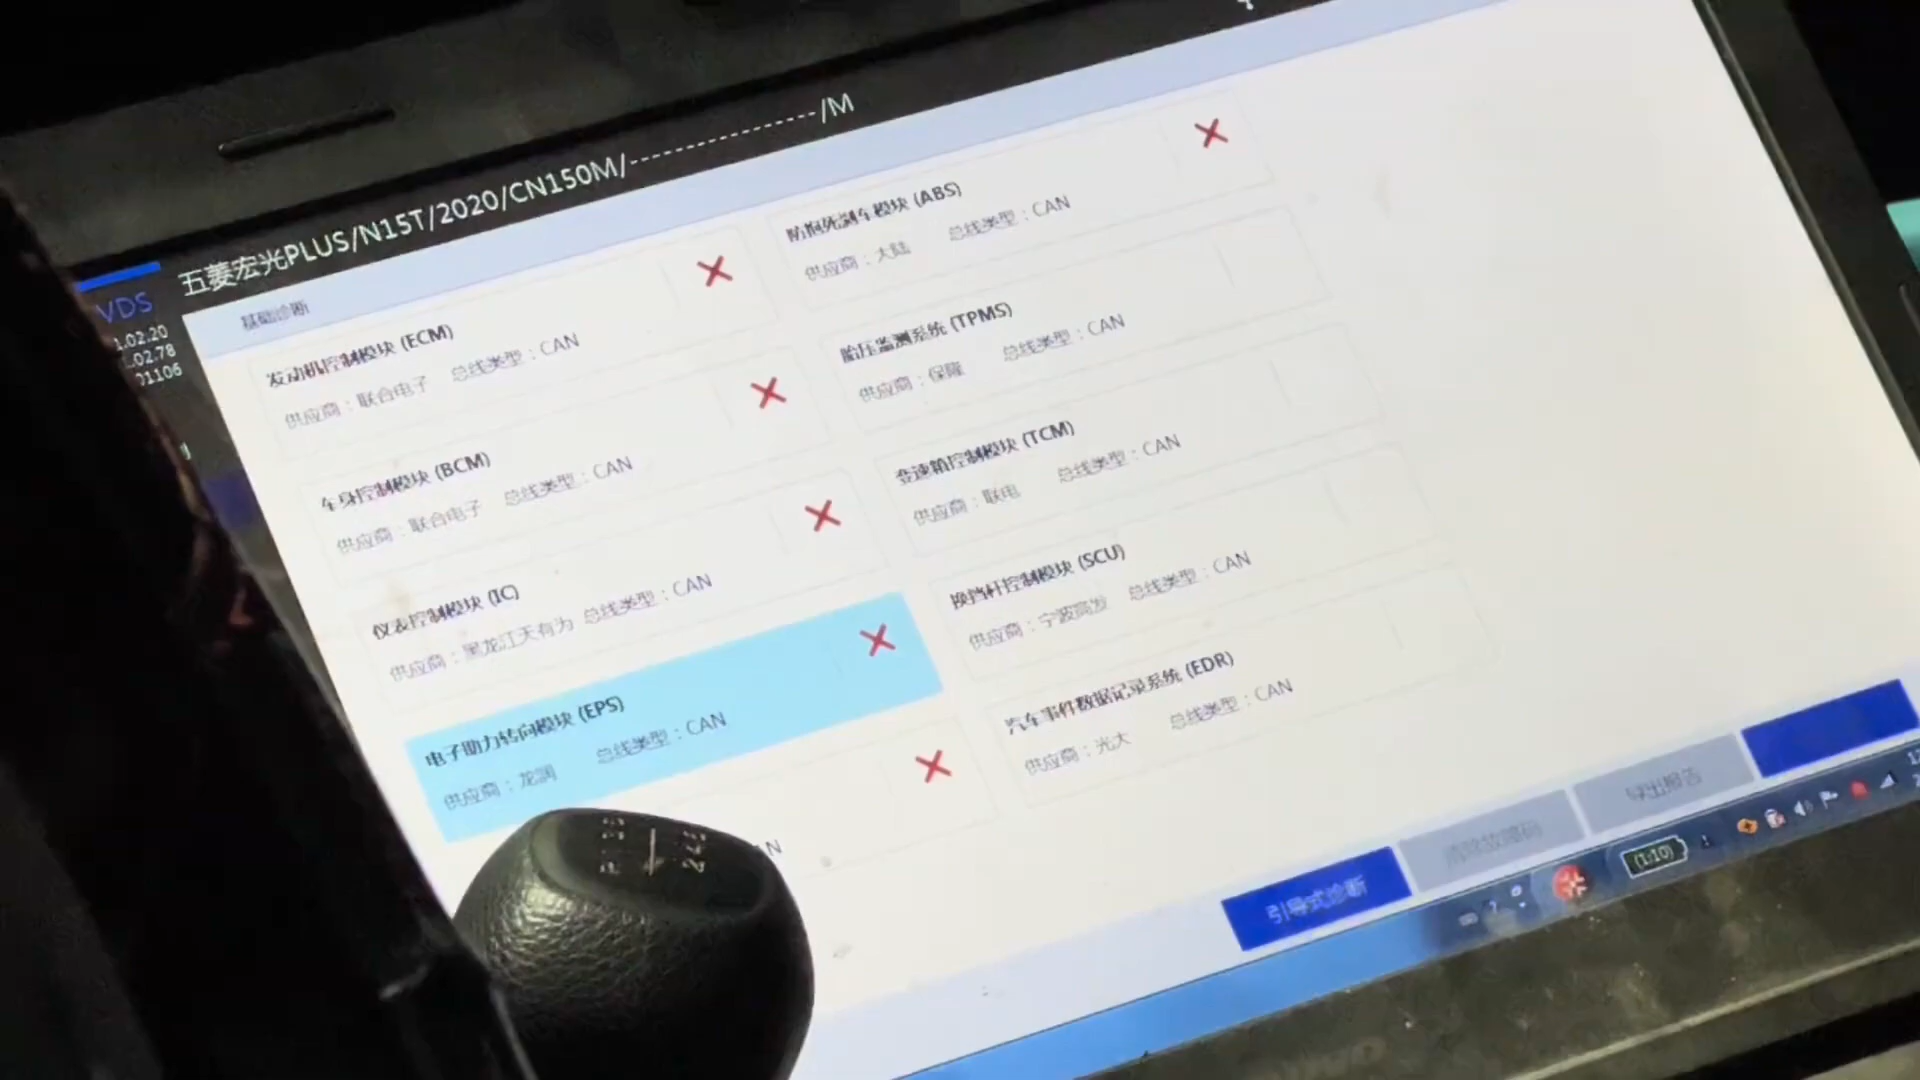 五菱宏光PLUS/N15T/2020/CN150M/-----------------/M
VDS
.02.20
.02.78
01106
基础诊断
发动机控制模块 (ECM)
供应商：联合电子 总线类型：CAN
车身控制模块 (BCM)
供应商：联合电子 总线类型：CAN
仪表控制模块 (IC)
供应商：黑龙江天有为 总线类型：CAN
电子助力转向模块 (EPS)
供应商：龙润 总线类型：CAN
AN
防抱死刹车模块 (ABS)
供应商：大陆 总线类型：CAN
胎压监测系统 (TPMS)
供应商：保隆 总线类型：CAN
变速箱控制模块 (TCM)
供应商：联电 总线类型：CAN
换挡杆控制模块 (SCU)
供应商：宁波高发 总线类型：CAN
汽车事件数据记录系统 (EDR)
供应商：光大 总线类型：CAN
引导式诊断
清除故障码
导出报告
(1:10)